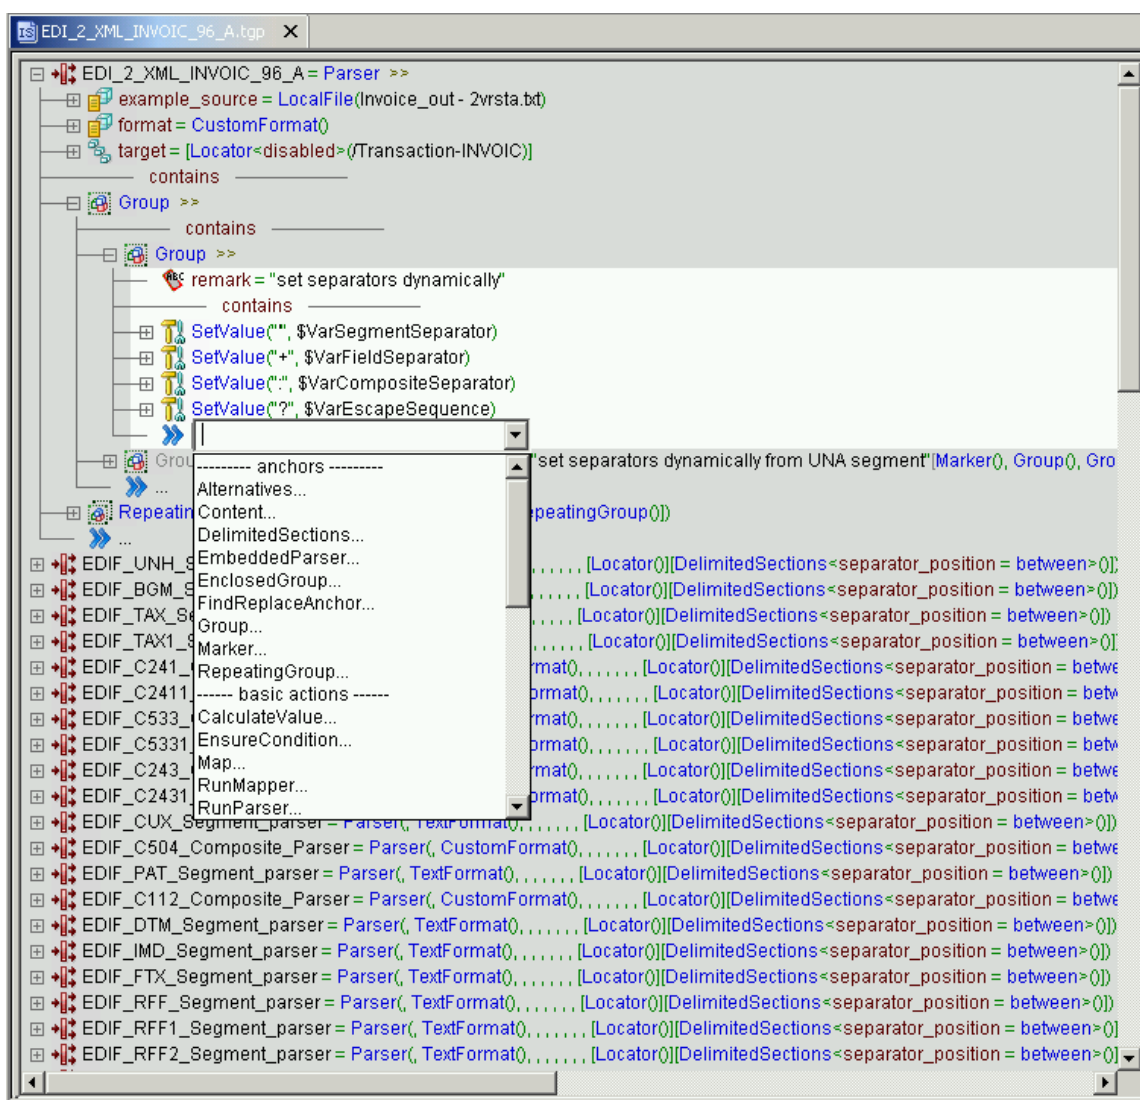 EDI_2_XML_INVOIC_96_A.tgp X
EDI_2_XML_INVOIC_96_A = Parser >>
example_source = LocalFile(Invoice_out - 2vrsta.txt)
format = CustomFormat()
target = [Locator<disabled>(/Transaction-INVOIC)]
contains
Group >>
contains
Group >>
remark = "set separators dynamically"
contains
SetValue("'", $VarSegmentSeparator)
SetValue("+", $VarFieldSeparator)
SetValue(":", $VarCompositeSeparator)
SetValue("?", $VarEscapeSequence)
"set separators dynamically from UNA segment"[Marker(), Group(), Gro
--------- anchors ---------
Alternatives...
Content...
DelimitedSections...
EmbeddedParser...
EnclosedGroup...
FindReplaceAnchor...
Group...
Marker...
RepeatingGroup...
------ basic actions ------
CalculateValue...
EnsureCondition...
Map...
RunMapper...
RunParser...
...
Repeatin peatingGroup()])
...
EDIF_UNH_S , , , , , , [Locator()][DelimitedSections<separator_position = between>()])
EDIF_BGM_S , , , , , [Locator()][DelimitedSections<separator_position = between>()])
EDIF_TAX_Se , , , , , [Locator()][DelimitedSections<separator_position = between>()])
EDIF_TAX1_S , , , , , , [Locator()][DelimitedSections<separator_position = between>()]
EDIF_C241_ rmat(), , , , , , , [Locator()][DelimitedSections<separator_position = betwe
EDIF_C2411_ ormat(), , , , , , , [Locator()][DelimitedSections<separator_position = betw
EDIF_C533_ rmat(), , , , , , , [Locator()][DelimitedSections<separator_position = betwe
EDIF_C5331_ ormat(), , , , , , , [Locator()][DelimitedSections<separator_position = betw
EDIF_C243_ rmat(), , , , , , , [Locator()][DelimitedSections<separator_position = betwe
EDIF_C2431_ ormat(), , , , , , , [Locator()][DelimitedSections<separator_position = betw
EDIF_CUX_Segment_parser = Parser(, TextFormat(), , , , , , , [Locator()][DelimitedSections<separator_position = between>()])
EDIF_C504_Composite_Parser = Parser(, CustomFormat(), , , , , , , [Locator()][DelimitedSections<separator_position = betwe
EDIF_PAT_Segment_parser = Parser(, TextFormat(), , , , , , , [Locator()][DelimitedSections<separator_position = between>()])
EDIF_C112_Composite_Parser = Parser(, CustomFormat(), , , , , , , [Locator()][DelimitedSections<separator_position = betwe
EDIF_DTM_Segment_parser = Parser(, TextFormat(), , , , , , , [Locator()][DelimitedSections<separator_position = between>()])
EDIF_IMD_Segment_parser = Parser(, TextFormat(), , , , , , , [Locator()][DelimitedSections<separator_position = between>()])
EDIF_FTX_Segment_parser = Parser(, TextFormat(), , , , , , , [Locator()][DelimitedSections<separator_position = between>()])
EDIF_RFF_Segment_parser = Parser(, TextFormat(), , , , , , , [Locator()][DelimitedSections<separator_position = between>()])
EDIF_RFF1_Segment_parser = Parser(, TextFormat(), , , , , , , [Locator()][DelimitedSections<separator_position = between>()]
EDIF_RFF2_Segment_parser = Parser(, TextFormat(), , , , , , , [Locator()][DelimitedSections<separator_position = between>()]